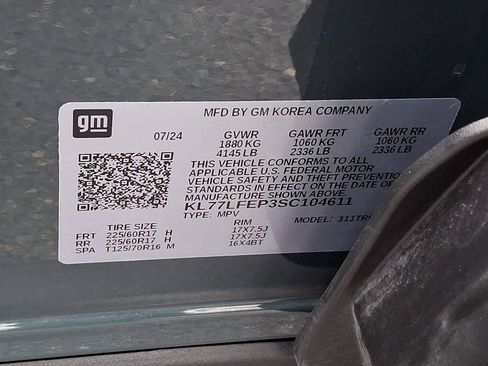 gm
MFD BY GM KOREA COMPANY
07/24 GVWR GAWR FRT GAWR RR
1880 KG 1060 KG 1060 KG
4145 LB 2336 LB 2336 LB
THIS VEHICLE CONFORMS TO ALL
APPLICABLE U.S. FEDERAL MOTOR
VEHICLE SAFETY AND THEFT PREVENTION
STANDARDS IN EFFECT ON THE DATE OF
MANUFACTURE SHOWN ABOVE.
KL77LFEP3SC104611
TYPE: MPV MODEL:
TIRE SIZE RIM
FRT 225/60R17 H 17X7.5J
RR 225/60R17 H 17X7.5J
SPA T125/70R16 M 16X4BT